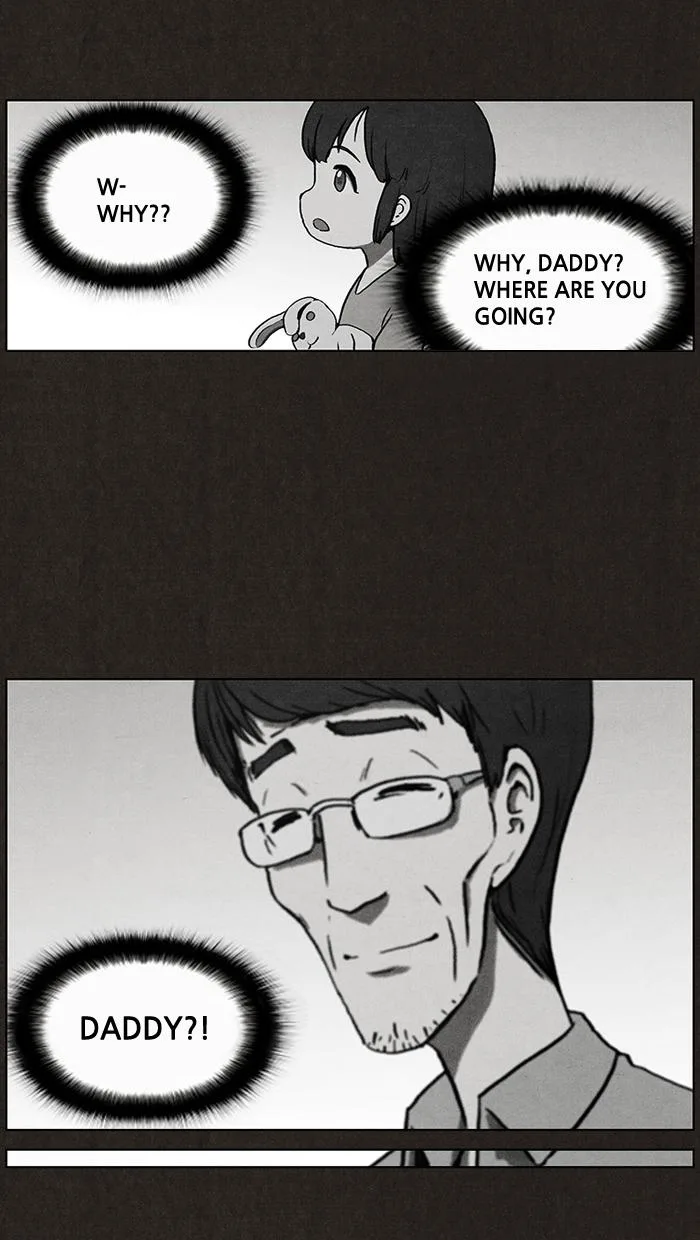 W-
WHY??
WHY, DADDY?
WHERE ARE YOU
GOING?
DADDY?!